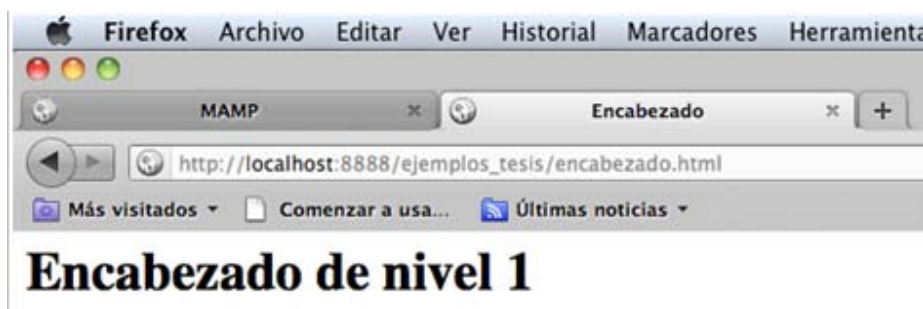 Firefox Archivo Editar Ver Historial Marcadores Herramienta
MAMP Encabezado
http://localhost:8888/ejemplos_tesis/encabezado.html
Más visitados Comenzar a usa... Últimas noticias
Encabezado de nivel 1